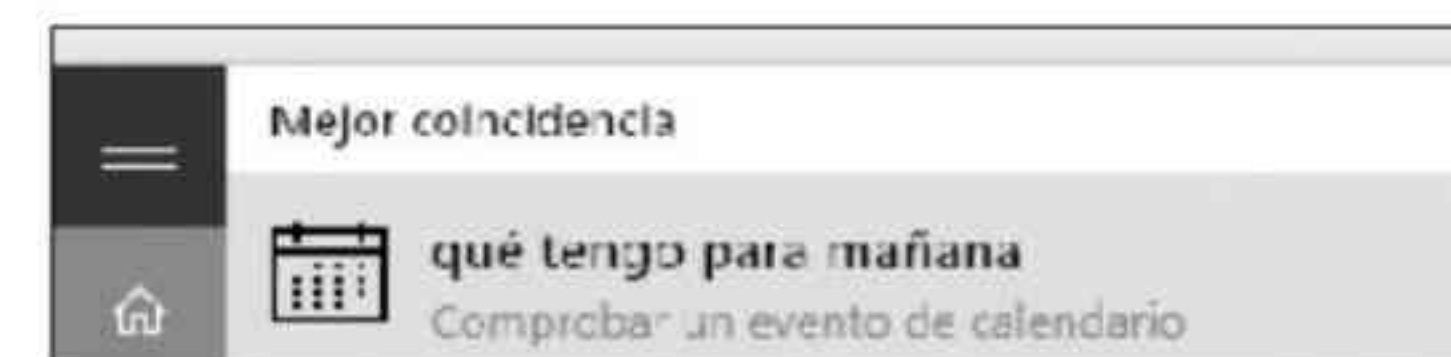 Mejor coincidencia
qué tengo para mañana
Comprobar un evento de calendario